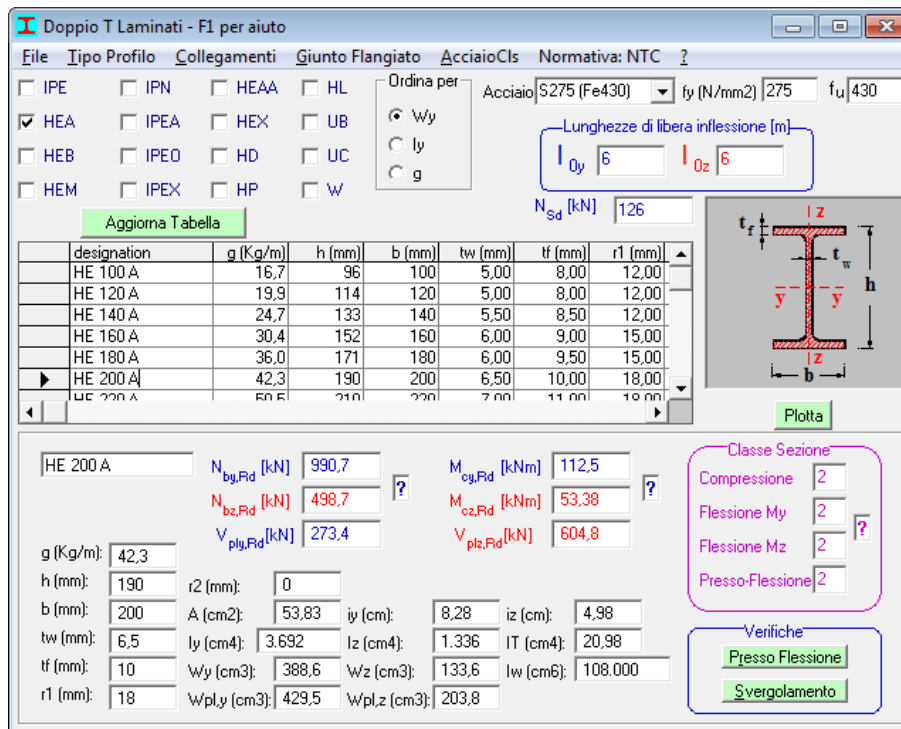 Doppio T Laminati - F1 per aiuto
File Tipo Profilo Collegamenti Giunto Flangiato AcciaioCls Normativa: NTC ?
IPE IPN HEAA HL
HEA IPEA HEX UB
HEB IPEO HD UC
HEM IPEX HP W
Ordina per
Wy
Iy
g
Acciaio S275 (Fe430) fy (N/mm2) 275 fu 430
Lunghezze di libera inflessione [m]
l0y 6 l0z 6
NSd [kN] 126
Aggiorna Tabella
designation g (Kg/m) h (mm) b (mm) tw (mm) tf (mm) r1 (mm)
HE 100 A 16,7 96 100 5,00 8,00 12,00
HE 120 A 19,9 114 120 5,00 8,00 12,00
HE 140 A 24,7 133 140 5,50 8,50 12,00
HE 160 A 30,4 152 160 6,00 9,00 15,00
HE 180 A 36,0 171 180 6,00 9,50 15,00
HE 200 A 42,3 190 200 6,50 10,00 18,00
HE 220 A 50,5 210 220 7,00 11,00 18,00
z
tf
tw
h
y y
z
b
Plotta
HE 200 A
Nby,Rd [kN] 990,7
Nbz,Rd [kN] 498,7
?
Vply,Rd [kN] 273,4
Mcy,Rd [kNm] 112,5
Mcz,Rd [kNm] 53,38
?
Vplz,Rd [kN] 604,8
Classe Sezione
Compressione 2
Flessione My 2
?
Flessione Mz 2
Presso-Flessione 2
g (Kg/m): 42,3
h (mm): 190 r2 (mm): 0
b (mm): 200 A (cm2): 53,83 iy (cm): 8,28 iz (cm): 4,98
tw (mm): 6,5 Iy (cm4): 3.692 Iz (cm4): 1.336 IT (cm4): 20,98
tf (mm): 10 Wy (cm3): 388,6 Wz (cm3): 133,6 Iw (cm6): 108.000
r1 (mm): 18 Wpl,y (cm3): 429,5 Wpl,z (cm3): 203,8
Verifiche
Presso Flessione
Svergolamento